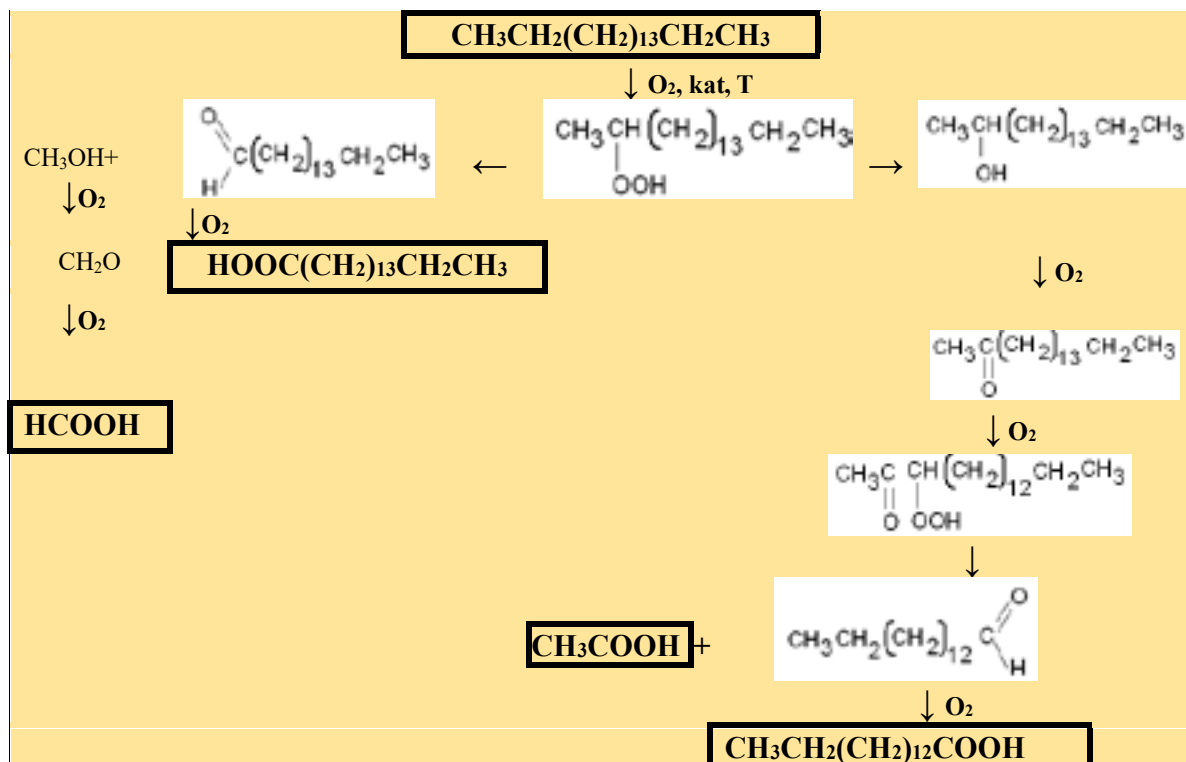 CH₃CH₂(CH₂)₁₃CH₂CH₃
↓ O₂, kat, T
O
C(CH₂)₁₃CH₂CH₃
H
CH₃CH(CH₂)₁₃CH₂CH₃
OOH
CH₃CH(CH₂)₁₃CH₂CH₃
OH
CH₃OH+
←
→
↓O₂
↓O₂
CH₂O
HOOC(CH₂)₁₃CH₂CH₃
↓ O₂
↓O₂
CH₃C(CH₂)₁₃CH₂CH₃
O
HCOOH
↓ O₂
CH₃C CH(CH₂)₁₂CH₂CH₃
O OOH
↓
CH₃COOH +
O
CH₃CH₂(CH₂)₁₂ C
H
↓ O₂
CH₃CH₂(CH₂)₁₂COOH